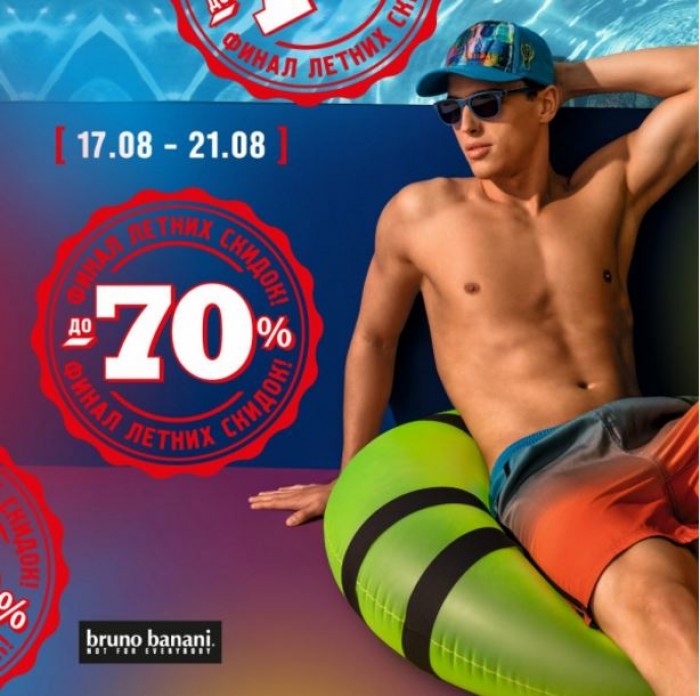 ДО
ФИНАЛ ЛЕТНИХ
[ 17.08 - 21.08 ]
ФИНАЛ ЛЕТНИХ СКИДОК!
ДО 70%
ФИНАЛ ЛЕТНИХ СКИДОК!
СКИДОК!
%
bruno banani.
NOT FOR EVERYBODY